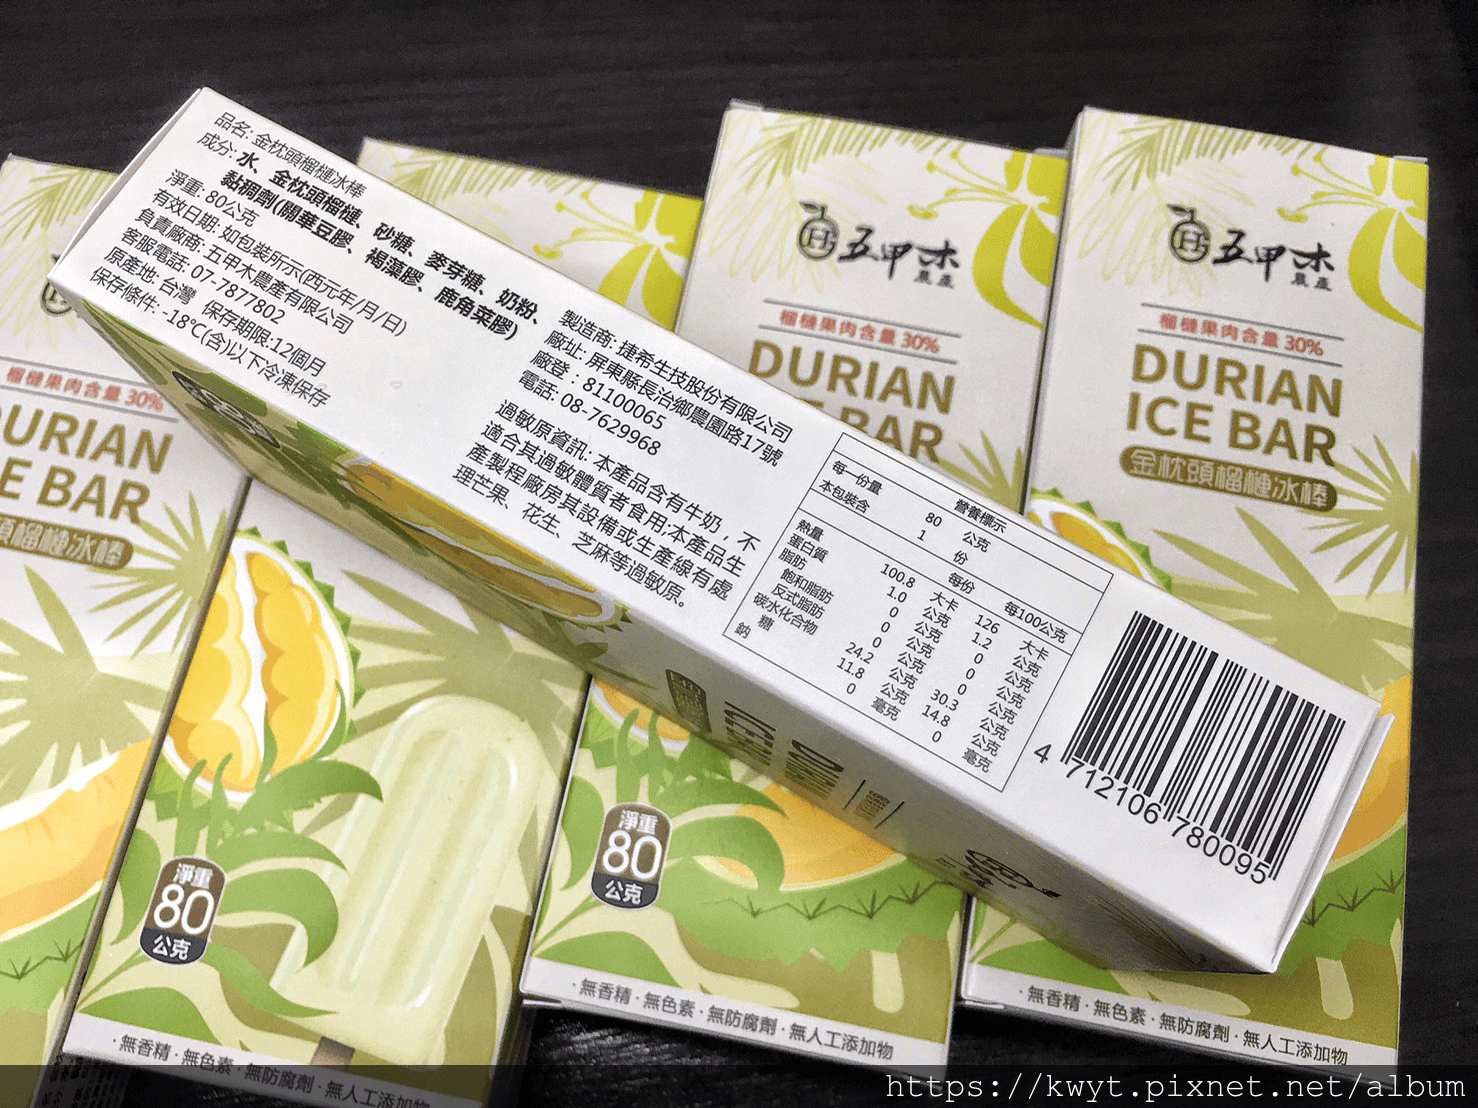 品名: 金枕頭榴槤冰棒
成分: 水、金枕頭榴槤、砂糖、麥芽糖、奶粉、
黏稠劑(關華豆膠、褐藻膠、鹿角菜膠)
淨重: 80公克
有效日期: 如包裝所示(西元年/月/日)
負責廠商: 五甲木農產有限公司
客服電話: 07-7877802
原產地: 台灣 保存期限:12個月
保存條件: -18℃(含)以下冷凍保存
製造商: 捷希生技股份有限公司
廠址: 屏東縣長治鄉農園路17號
廠登: 81100065
電話: 08-7629968
過敏原資訊: 本產品含有牛奶，不
適合其過敏體質者食用;本產品生
產製程廠房其設備或生產線有處
理芒果、花生、芝麻等過敏原。
營養標示
每一份量 80 公克
本包裝含 1 份
每份 每100公克
熱量 100.8 大卡 126 大卡
蛋白質 1.0 公克 1.2 公克
脂肪 0 公克 0 公克
飽和脂肪 0 公克 0 公克
反式脂肪 0 公克 0 公克
碳水化合物 24.2 公克 30.3 公克
糖 11.8 公克 14.8 公克
鈉 0 毫克 0 毫克
4 712106 780095
五甲木
農產
榴槤果肉含量 30%
DURIAN
ICE BAR
五甲木
農產
榴槤果肉含量 30%
DURIAN
ICE BAR
金枕頭榴槤冰棒
榴槤果肉含量 30%
URIAN
E BAR
頭榴槤冰棒
淨重
80
公克
·無香精·無色素·無防腐劑·無人工添加物
淨重
80
公克
·無香精·無色素·無防腐劑·無人工添加物
·無香精·無色素·無防腐劑·無人工添加物
https://kwyt.pixnet.net/album